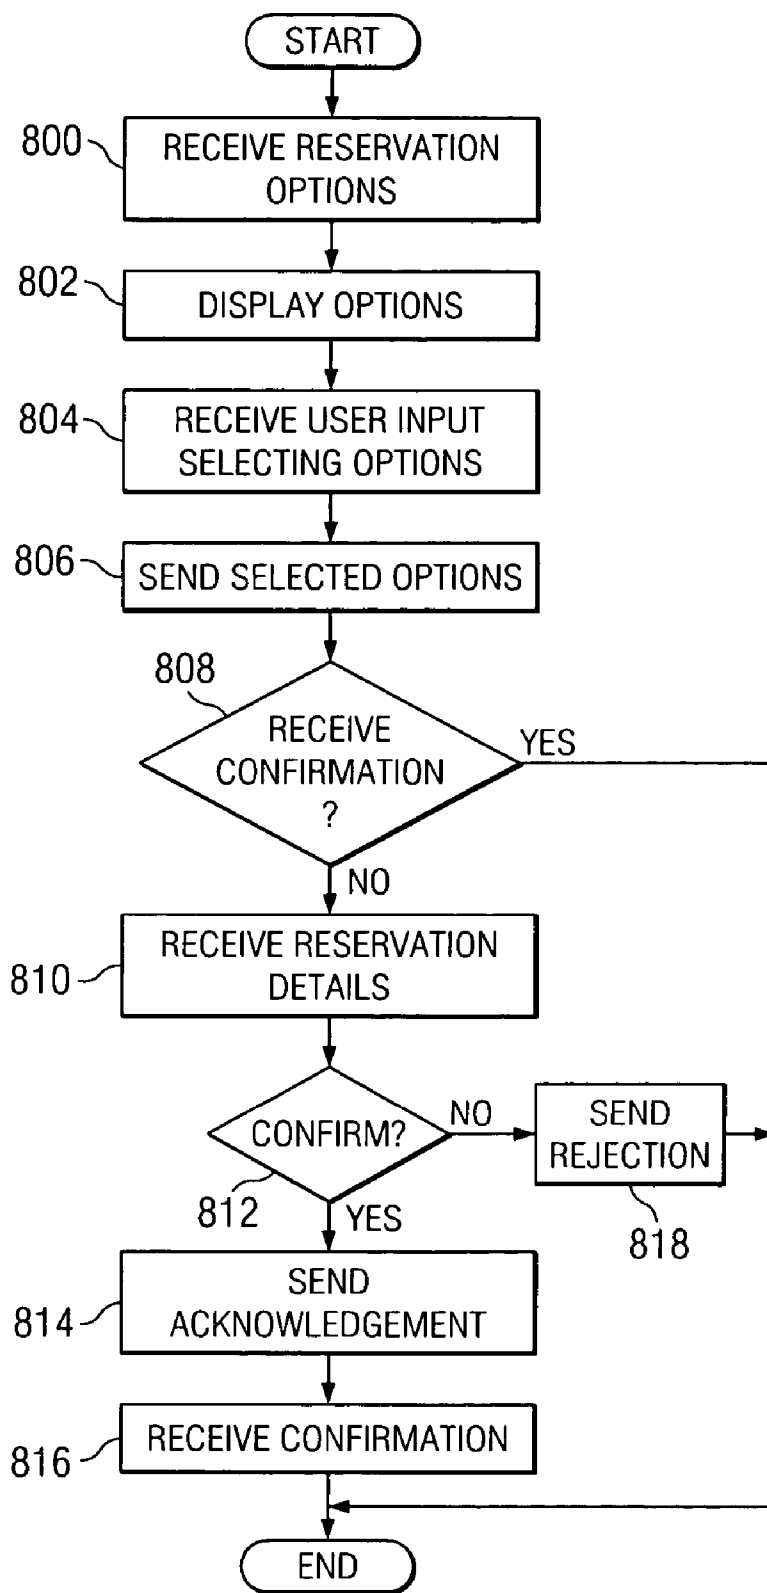 START
800
RECEIVE RESERVATION
OPTIONS
802
DISPLAY OPTIONS
804
RECEIVE USER INPUT
SELECTING OPTIONS
806
SEND SELECTED OPTIONS
808
RECEIVE
CONFIRMATION
?
YES
NO
810
RECEIVE RESERVATION
DETAILS
CONFIRM?
NO
SEND
REJECTION
812
YES
818
814
SEND
ACKNOWLEDGEMENT
816
RECEIVE CONFIRMATION
END